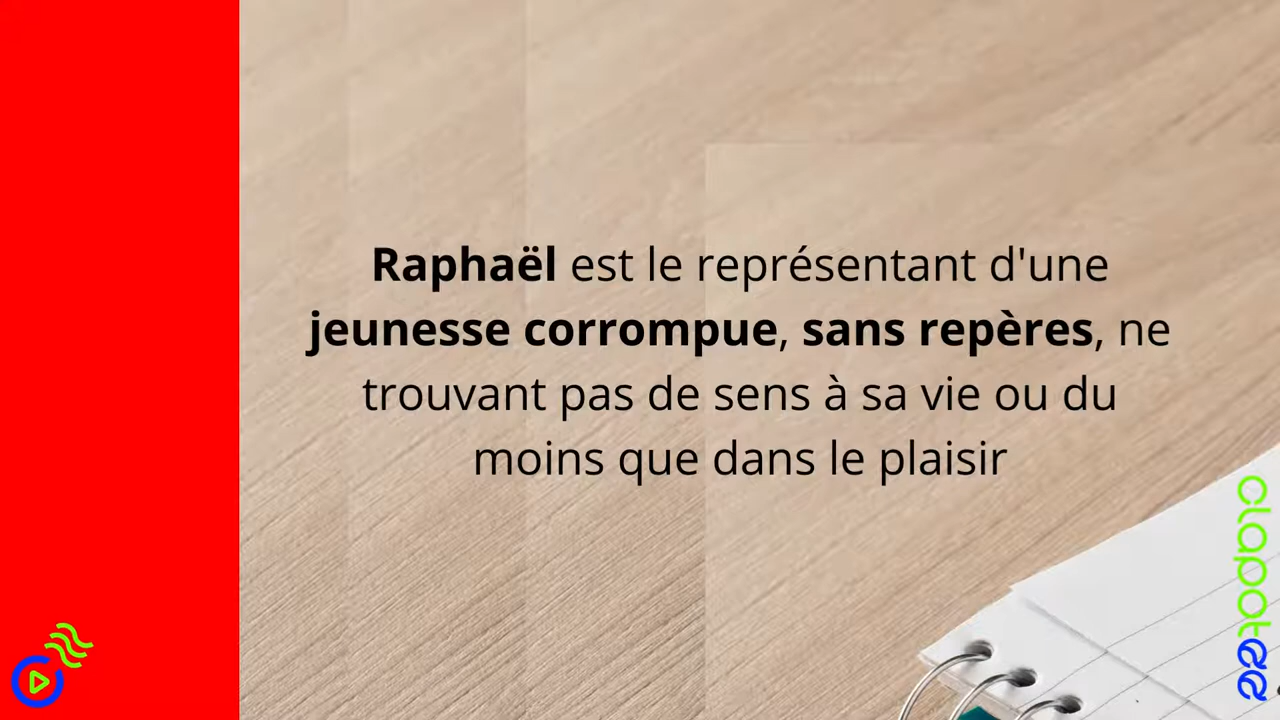 Raphaël est le représentant d'une
jeunesse corrompue, sans repères, ne
trouvant pas de sens à sa vie ou du
moins que dans le plaisir
clapotee